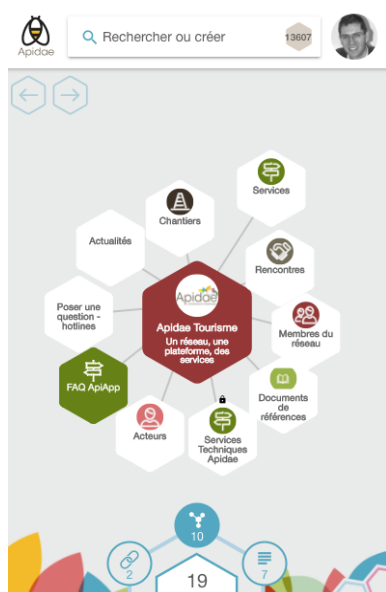 Apidae
Rechercher ou créer
13607
Services
Chantiers
Actualités
Rencontres
Poser une
question -
hotlines
Apidae
Apidae Tourisme
Un réseau, une
plateforme, des
services
Membres du
réseau
FAQ ApiApp
Documents
de
références
Acteurs
Services
Techniques
Apidae
10
2
7
19